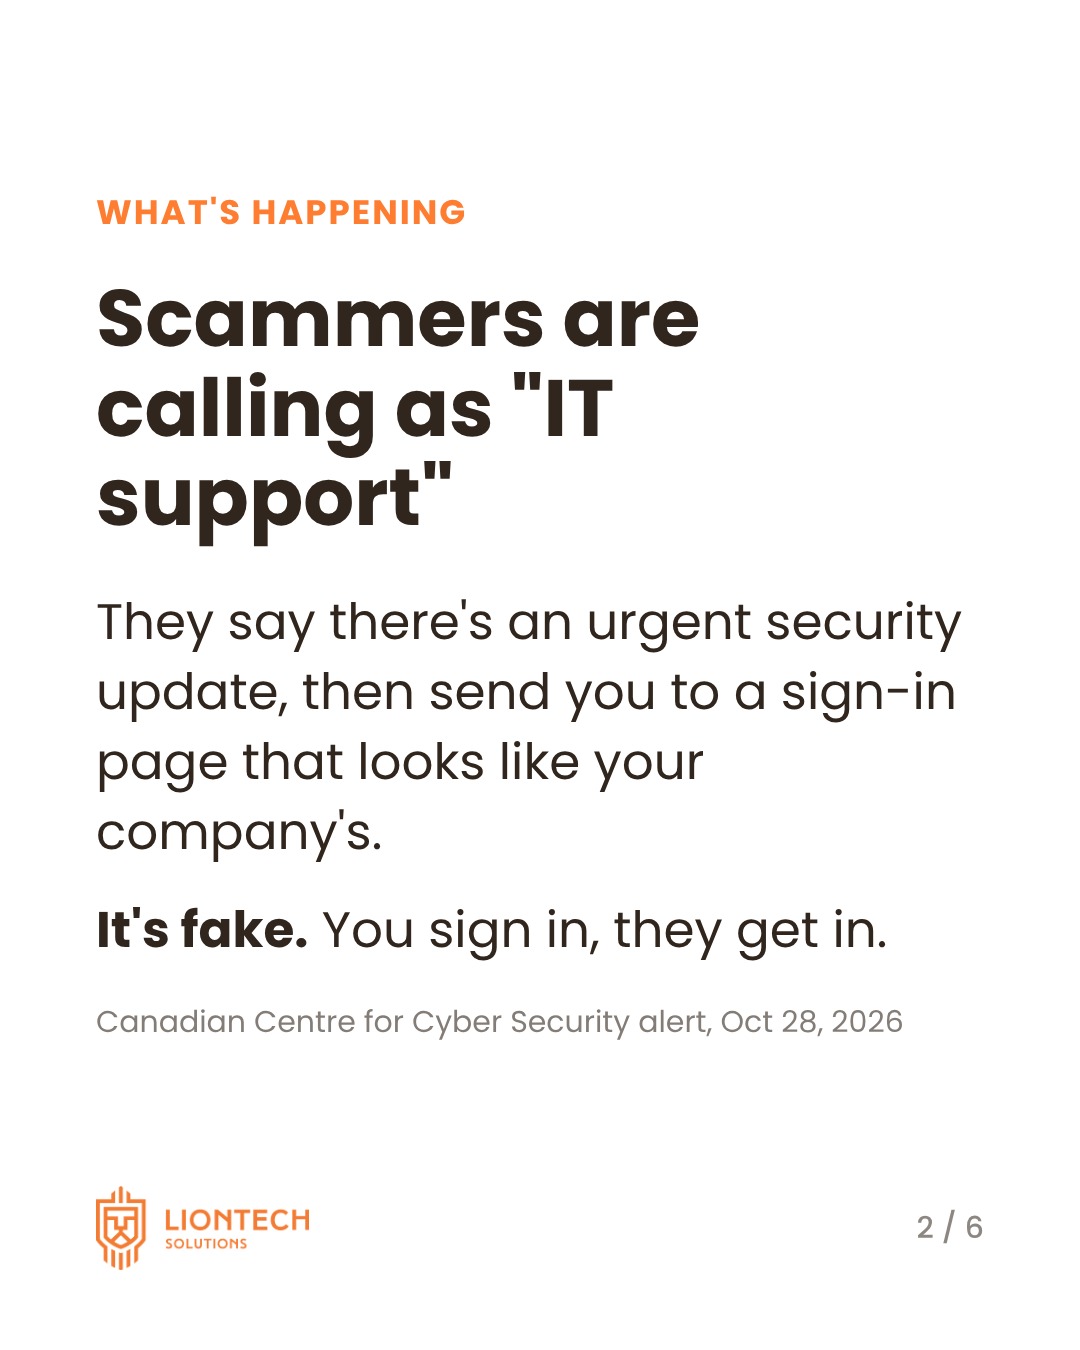 WHAT'S HAPPENING
Scammers are
calling as "IT
support"
They say there's an urgent security
update, then send you to a sign-in
page that looks like your
company's.
It's fake. You sign in, they get in.
Canadian Centre for Cyber Security alert, Oct 28, 2026
LIONTECH
SOLUTIONS
2 / 6